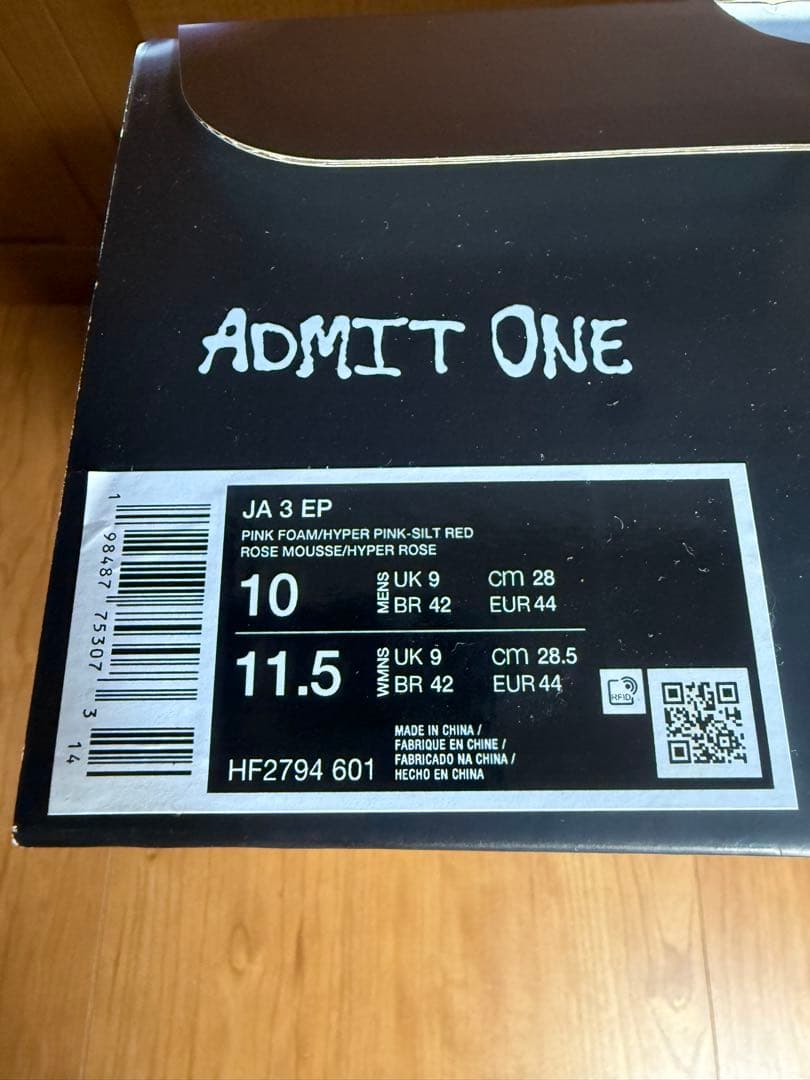 ADMIT ONE
JA 3 EP
PINK FOAM/HYPER PINK-SILT RED
ROSE MOUSSE/HYPER ROSE
10 MENS UK 9 cm 28
BR 42 EUR 44
11.5 WMNS UK 9 cm 28.5
BR 42 EUR 44
RFID
HF2794 601
MADE IN CHINA /
FABRIQUE EN CHINE /
FABRICADO NA CHINA /
HECHO EN CHINA
1 98487 75307 3 14